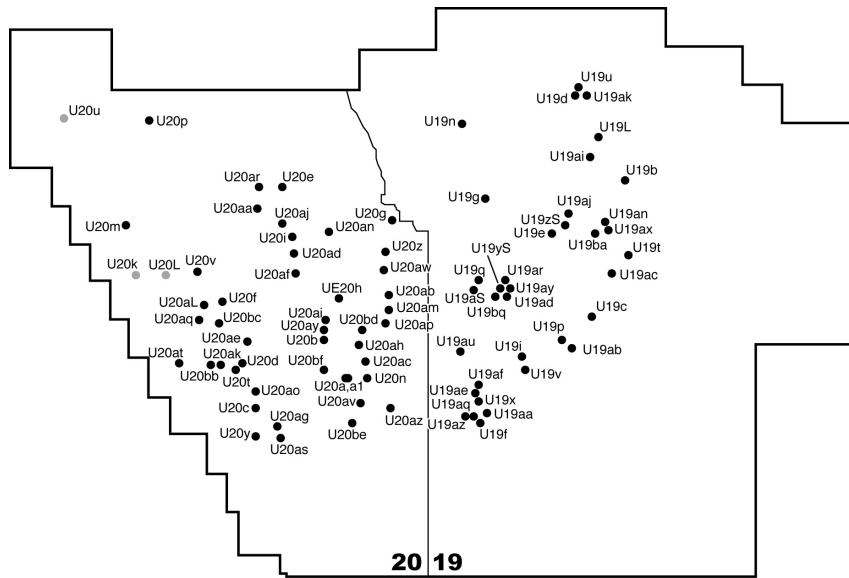 U19u
U19d
U19ak
U20u
U20p
U19n
U19L
U19ai
U19b
U20ar
U20e
U19g
U20aa
U20aj
U20g
U19aj
U19an
U20m
U20an
U19zS
U19ax
U20i
U19e
U19ba
U19yS
U20z
U19t
U20ad
U20k
U20L
U20v
U20af
U20aw
U19q
U19ar
U19ac
UE20h
U20ab
U19aS
U19ay
U20aL
U20f
U19ad
U20am
U19bq
U19c
U20aq
U20bc
U20ai
U20ay
U20bd
U20ap
U19p
U20ae
U20b
U20ah
U19au
U19i
U19ab
U20at
U20ak
U20d
U20bf
U20ac
U20bb
U20t
U20a,a1
U20n
U19af
U19v
U20ao
U20av
U19ae
U19x
U20c
U19aq
U19aa
U20ag
U20az
U19az
U20y
U20be
U19f
U20as
20 19